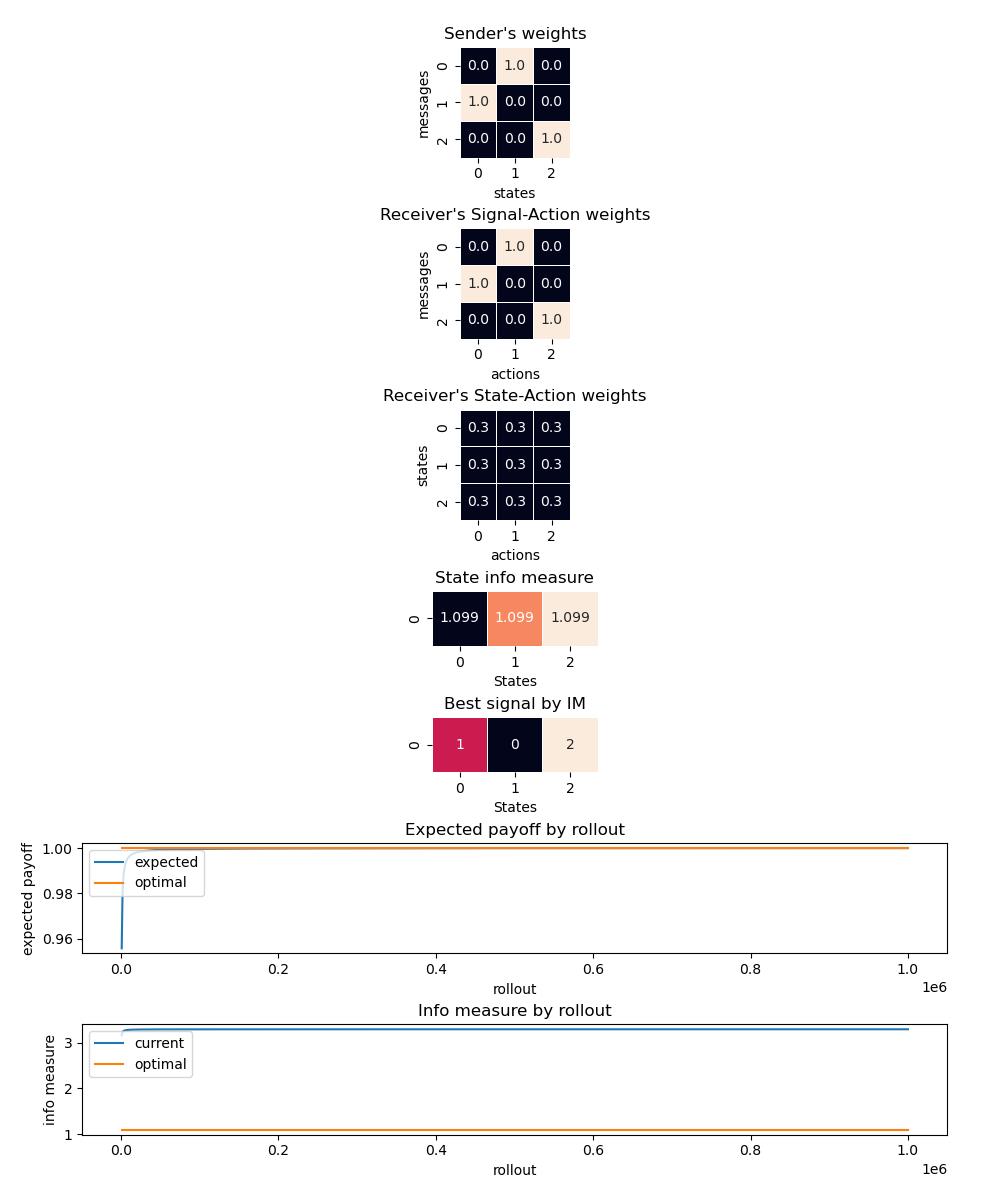 Sender's weights
messages
0 0.0 1.0 0.0
1 1.0 0.0 0.0
2 0.0 0.0 1.0
0 1 2
states
Receiver's Signal-Action weights
messages
0 0.0 1.0 0.0
1 1.0 0.0 0.0
2 0.0 0.0 1.0
0 1 2
actions
Receiver's State-Action weights
states
0 0.3 0.3 0.3
1 0.3 0.3 0.3
2 0.3 0.3 0.3
0 1 2
actions
State info measure
0 1.099 1.099 1.099
0 1 2
States
Best signal by IM
0 1 0 2
0 1 2
States
Expected payoff by rollout
expected payoff
1.00
0.98
0.96
expected
optimal
0.0 0.2 0.4 0.6 0.8 1.0
1e6
rollout
Info measure by rollout
info measure
3
2
1
current
optimal
0.0 0.2 0.4 0.6 0.8 1.0
1e6
rollout